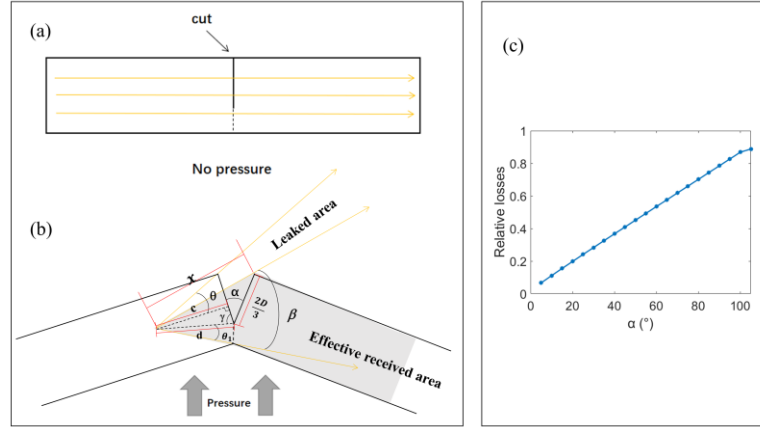 (a)
cut
No pressure
(b)
Leaked area
x
θ
α
c
γ
2D
3
β
d
θ₁
Effective received area
Pressure
(c)
Relative losses
1
0.8
0.6
0.4
0.2
0
0 20 40 60 80 100
α (°)